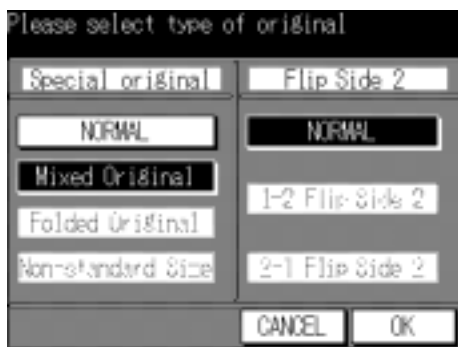 Please select type of original
Special original
NORMAL
Mixed Original
Folded Original
Non-standard Size
Flip Side 2
NORMAL
1-2 Flip Side 2
2-1 Flip Side 2
CANCEL
OK